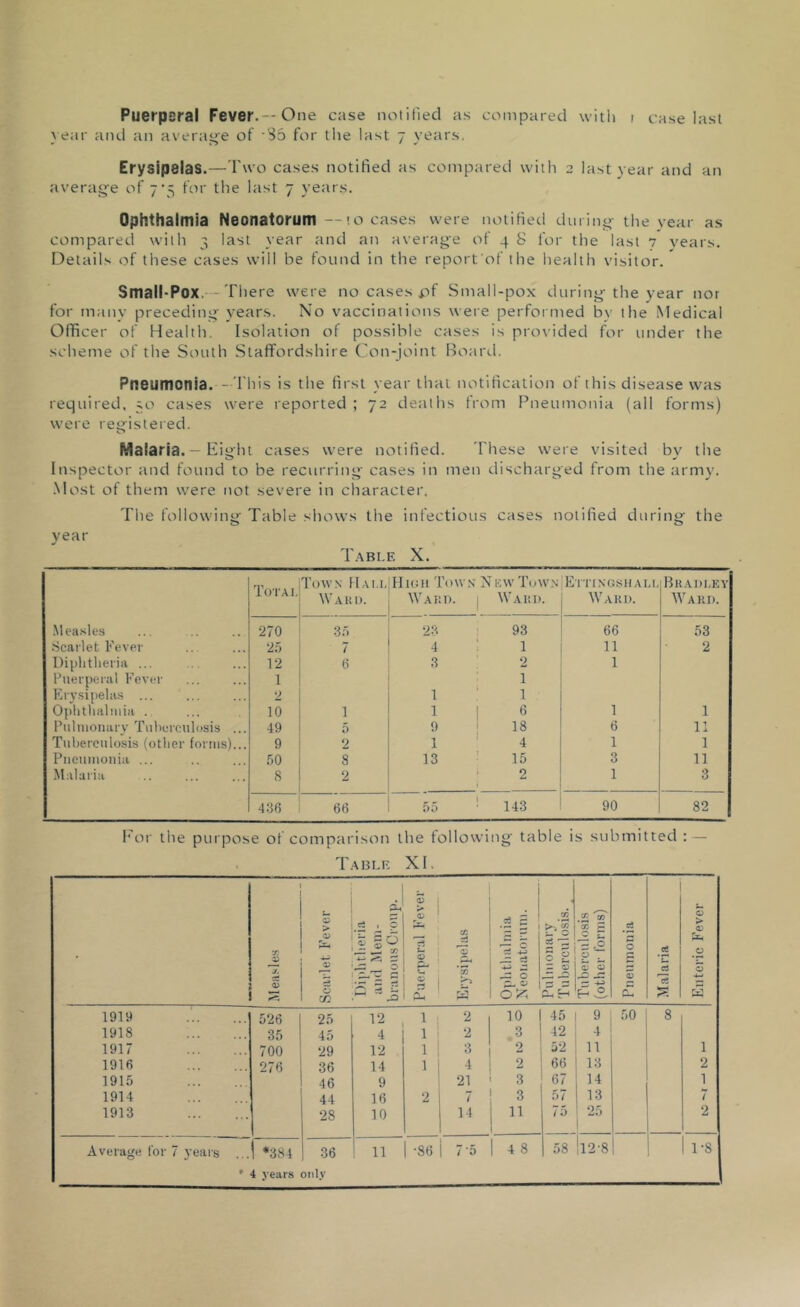 Puerperal Fever.—One case notified as compared with 1 case last
year and an average of ·86 for the last 7 years.
Erysipelas.—Two cases notified as compared with 2 last year and an
average of 7·5 for the last 7 years.
Ophthalmia Neonatorum—10 cases were notified during the year as
compared with 3 last year and an average of 4 8 for the last 7 years.
Details of these cases will be found in the report of the health visitor.
Small-Pox.—There were no cases of Small-pox during the year nor
for many preceding years. No vaccinations were performed by the Medical
Officer of Health. Isolation of possible cases is provided for under the
scheme of the South Staffordshire Con-joint Board.
Pneumonia.—This is the first year that notification of this disease was
required, 50 cases were reported; 72 deaths from Pneumonia (all forms)
were registered.
Malaria.—Eight cases were notified. These were visited by the
Inspector and found to be recurring cases in men discharged from the army.
Most of them were not severe in character.
The following Table shows the infectious cases notified during the
year
TABLE X.
TOTAL TOWN HALL WARD. HIGH TOWN WARD. NEW TOWN WARD. ETTINGSHALL WARD. BRADLEY WARD.
Measles ... 270 35 23 93 66 53
Scarlet Fever ... 25 7 4 1 11 2
Diphtheria ... 12 6 3 2 1
Puerperal Fever ... 1 1
Erysipelas ... 2 1 1
Ophthalmia ... 10 1 1 6 1 1
Pulmonary Tuberculosis ... 49 5 9 18 6 11
Tuberculosis (other forms)... 9 2 1 4 1 1
Pneumonia ... 50 8 13 15 3 11
Malaria ... 8 2 2 1 3
436 66 55 143 90 82
For the purpose of comparison the following table is submitted :—
TABLE XI.
Measles Scarlet Fever Diphtheria and Membranous Croup. Puerperal Fever Erysipelas Ophthalmia Neonatorum. Pulmonary Tuberculosis. Tuberculosis (other forms) Pneumonia Malaria Enteric Fever
1919 ... 526 25 12 1 2 10 45 9 50 8
1918 ... 35 45 4 1 2 3 42 4
1917 ... 700 29 12 1 3 2 52 11 1
1916 ... 276 36 14 1 4 2 66 13 2
1915 ... 46 9 21 3 67 14 1
1914 ... 44 16 2 7 3 57 13 7
1913 ... 28 10 14 11 75 25 2
Average for 7 years ... *384 36 11 ·86 7·5 4 8 58 12·8 1·8
* 4 years only